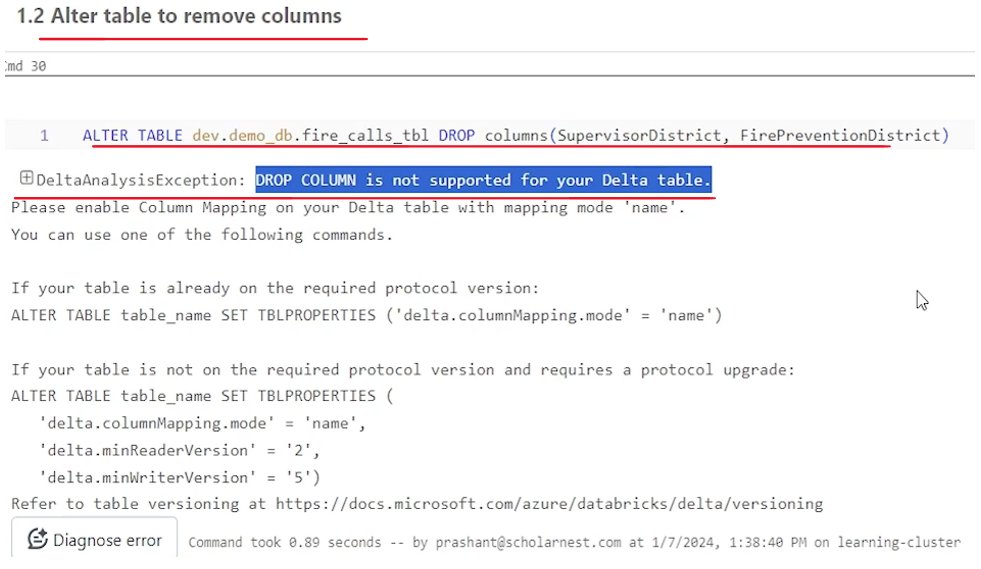 1.2 Alter table to remove columns
Cmd 30
1 ALTER TABLE dev.demo_db.fire_calls_tbl DROP columns(SupervisorDistrict, FirePreventionDistrict)
DeltaAnalysisException: DROP COLUMN is not supported for your Delta table.
Please enable Column Mapping on your Delta table with mapping mode 'name'.
You can use one of the following commands.
If your table is already on the required protocol version:
ALTER TABLE table_name SET TBLPROPERTIES ('delta.columnMapping.mode' = 'name')
If your table is not on the required protocol version and requires a protocol upgrade:
ALTER TABLE table_name SET TBLPROPERTIES (
'delta.columnMapping.mode' = 'name',
'delta.minReaderVersion' = '2',
'delta.minWriterVersion' = '5')
Refer to table versioning at https://docs.microsoft.com/azure/databricks/delta/versioning
Diagnose error Command took 0.89 seconds -- by prashant@scholarnest.com at 1/7/2024, 1:38:40 PM on learning-cluster